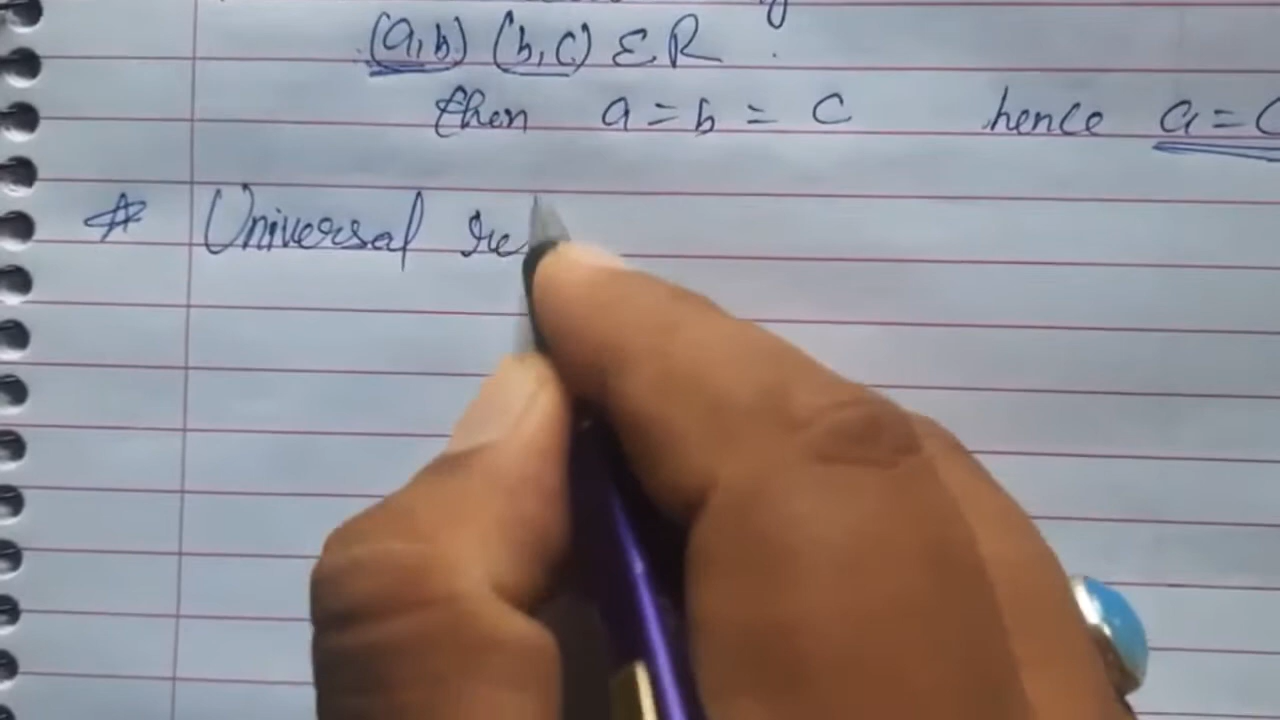 (a,b) (b,c) ∈ R.
then a = b = c hence a = c
* Universal re